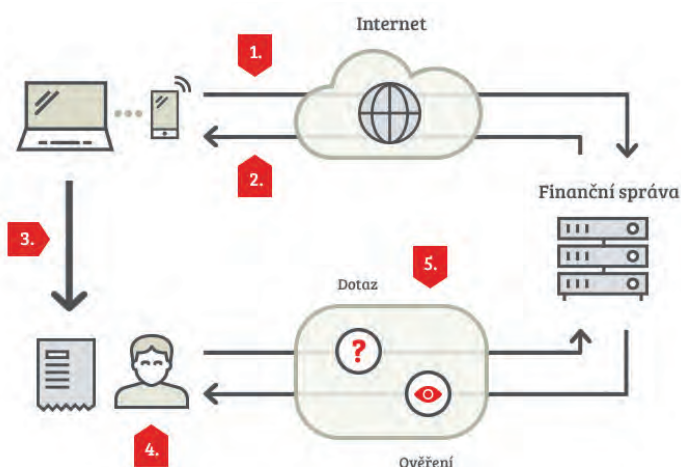 Internet
1.
2.
Finanční správa
3.
5.
Dotaz
?
4.
Ověření